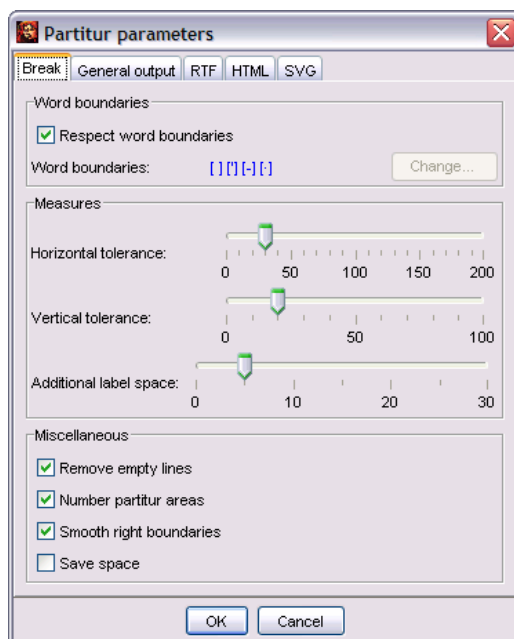 Partitur parameters
Break General output RTF HTML SVG
Word boundaries
Respect word boundaries
Word boundaries: [ ] ['] [-] [·] Change...
Measures
Horizontal tolerance:
0 50 100 150 200
Vertical tolerance:
0 50 100
Additional label space:
0 10 20 30
Miscellaneous
Remove empty lines
Number partitur areas
Smooth right boundaries
Save space
OK Cancel